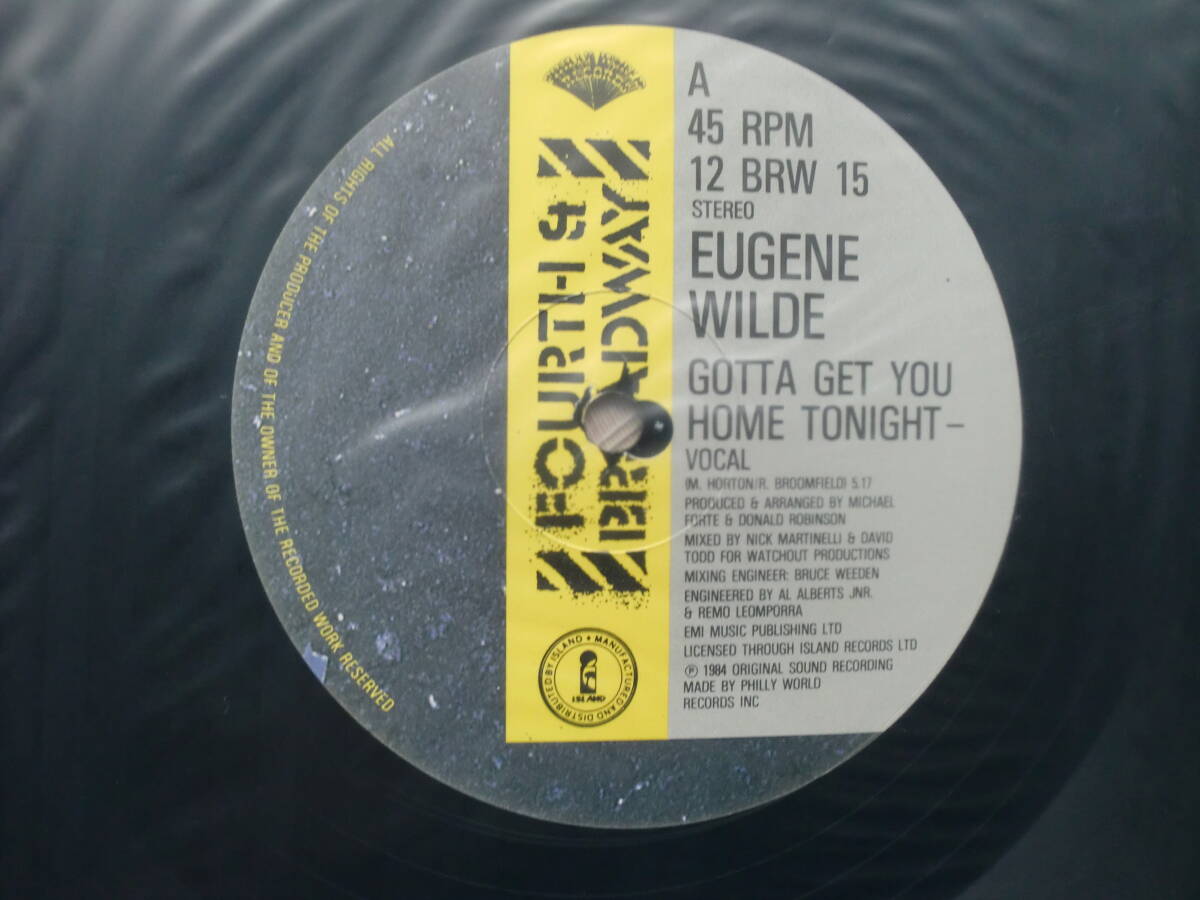 A
45 RPM
12 BRW 15
STEREO
EUGENE
WILDE
GOTTA GET YOU
HOME TONIGHT–
VOCAL
(M. HORTON/R. BROOMFIELD) 5.17
PRODUCED & ARRANGED BY MICHAEL
FORTE & DONALD ROBINSON
MIXED BY NICK MARTINELLI & DAVID
TODD FOR WATCHOUT PRODUCTIONS
MIXING ENGINEER: BRUCE WEEDEN
ENGINEERED BY AL ALBERTS JNR.
& REMO LEOMPORRA
EMI MUSIC PUBLISHING LTD
LICENSED THROUGH ISLAND RECORDS LTD
℗ 1984 ORIGINAL SOUND RECORDING
MADE BY PHILLY WORLD
RECORDS INC
FOURTH &
BROADWAY
MANUFACTURED AND DISTRIBUTED BY ISLAND •
ISLAND
ALL RIGHTS OF THE PRODUCER AND OF THE OWNER OF THE RECORDED WORK RESERVED